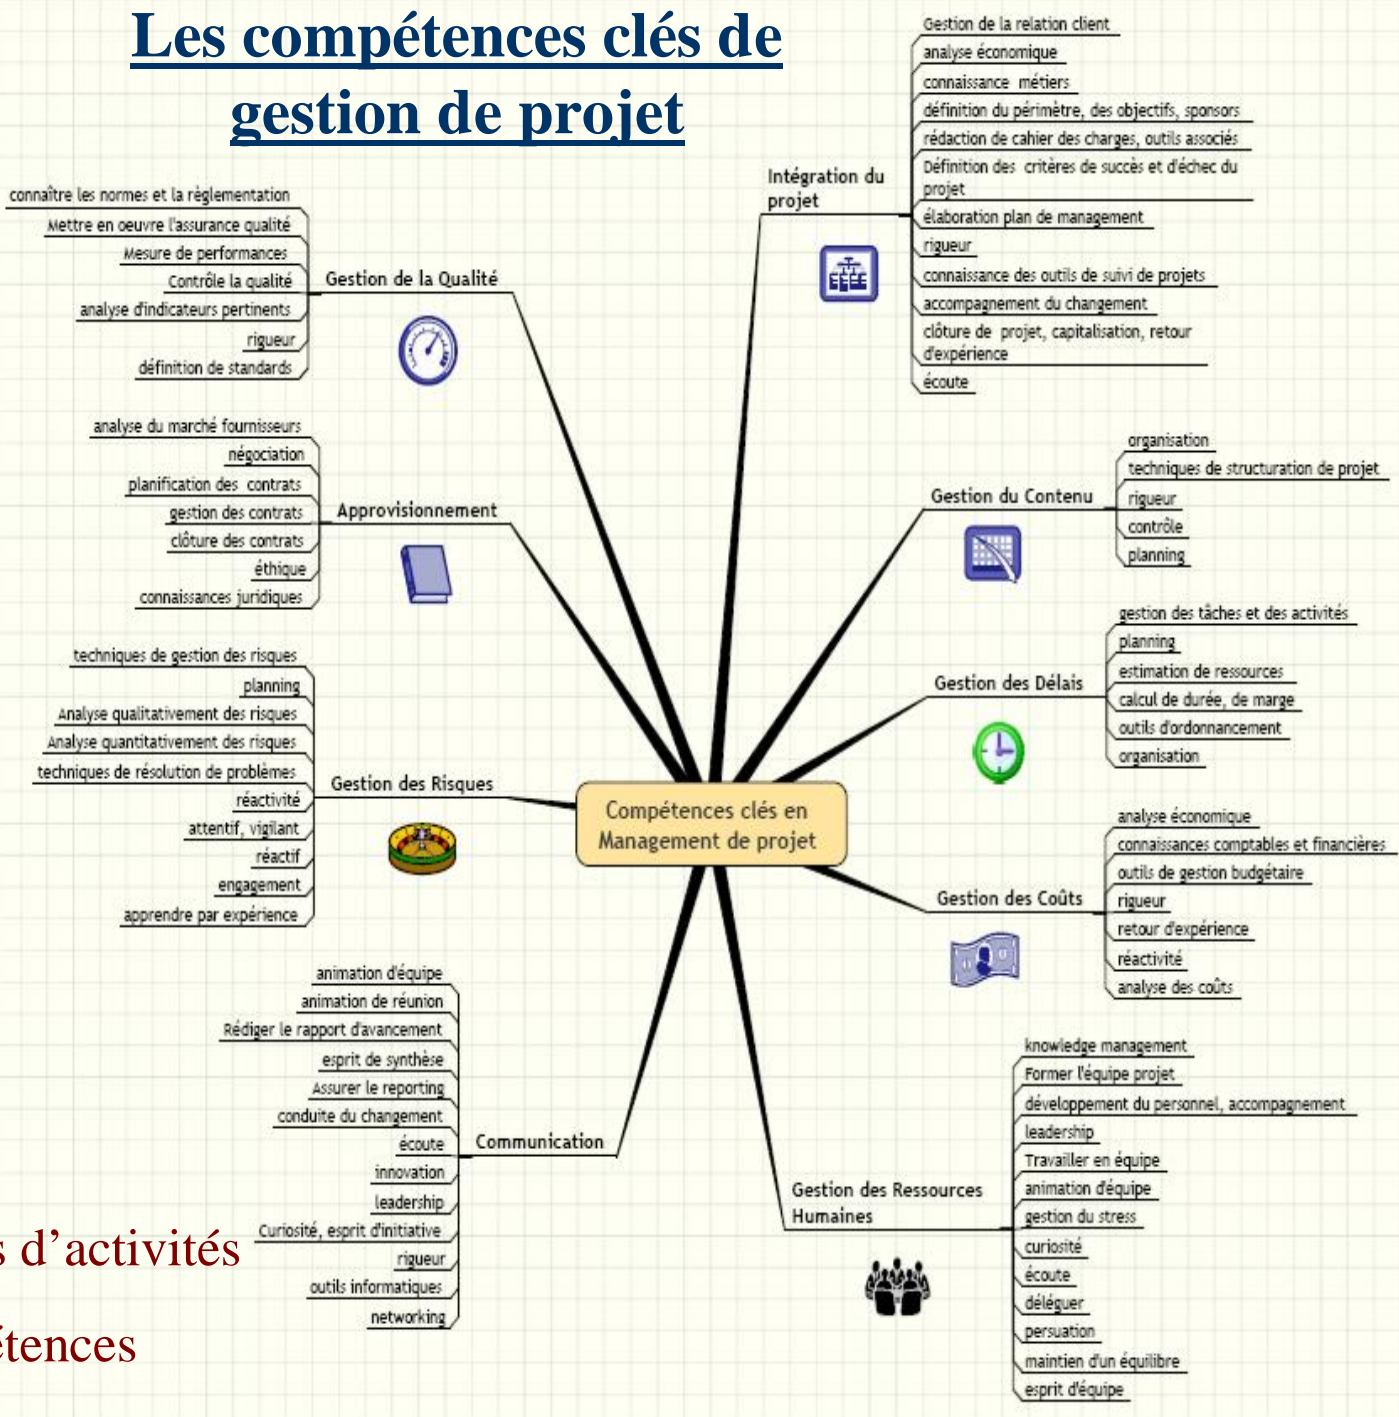 Les compétences clés de
gestion de projet
Compétences clés en
Management de projet
Intégration du
projet
Gestion de la relation client
analyse économique
connaissance métiers
définition du périmètre, des objectifs, sponsors
rédaction de cahier des charges, outils associés
Définition des critères de succès et d'échec du
projet
élaboration plan de management
rigueur
connaissance des outils de suivi de projets
accompagnement du changement
clôture de projet, capitalisation, retour
d'expérience
écoute
Gestion du Contenu
organisation
techniques de structuration de projet
rigueur
contrôle
planning
Gestion des Délais
gestion des tâches et des activités
planning
estimation de ressources
calcul de durée, de marge
outils d'ordonnancement
organisation
Gestion des Coûts
analyse économique
connaissances comptables et financières
outils de gestion budgétaire
rigueur
retour d'expérience
réactivité
analyse des coûts
Gestion des Ressources
Humaines
knowledge management
Former l'équipe projet
développement du personnel, accompagnement
leadership
Travailler en équipe
animation d'équipe
gestion du stress
curiosité
écoute
déléguer
persuation
maintien d'un équilibre
esprit d'équipe
Gestion de la Qualité
connaître les normes et la règlementation
Mettre en oeuvre l'assurance qualité
Mesure de performances
Contrôle la qualité
analyse d'indicateurs pertinents
rigueur
définition de standards
Approvisionnement
analyse du marché fournisseurs
négociation
planification des contrats
gestion des contrats
clôture des contrats
éthique
connaissances juridiques
Gestion des Risques
techniques de gestion des risques
planning
Analyse qualitativement des risques
Analyse quantitativement des risques
techniques de résolution de problèmes
réactivité
attentif, vigilant
réactif
engagement
apprendre par expérience
Communication
animation d'équipe
animation de réunion
Rédiger le rapport d'avancement
esprit de synthèse
Assurer le reporting
conduite du changement
écoute
innovation
leadership
Curiosité, esprit d'initiative
rigueur
outils informatiques
networking
s d’activités
étences